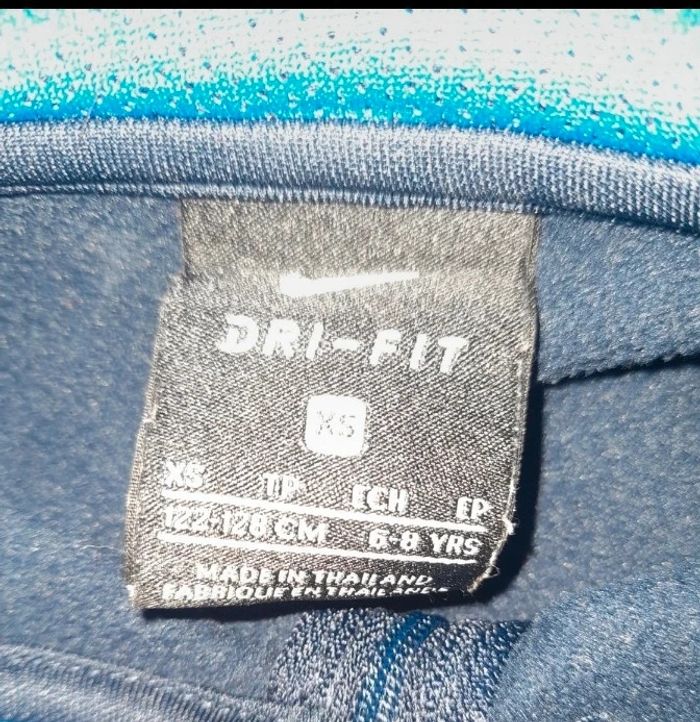 DRI-FIT
XS
XS TP ECH EP
122-128 CM 6-8 YRS
MADE IN THAILAND
FABRIQUE EN THAILANDE